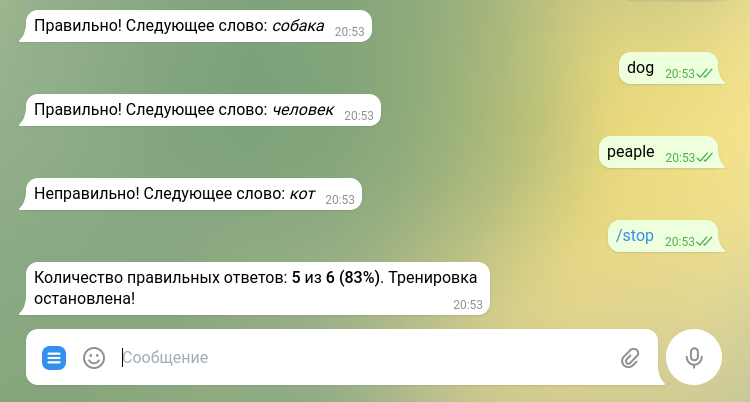 Правильно! Следующее слово: собака 20:53
dog 20:53
Правильно! Следующее слово: человек 20:53
peaple 20:53
Неправильно! Следующее слово: кот 20:53
/stop 20:53
Количество правильных ответов: 5 из 6 (83%). Тренировка
остановлена! 20:53
Сообщение